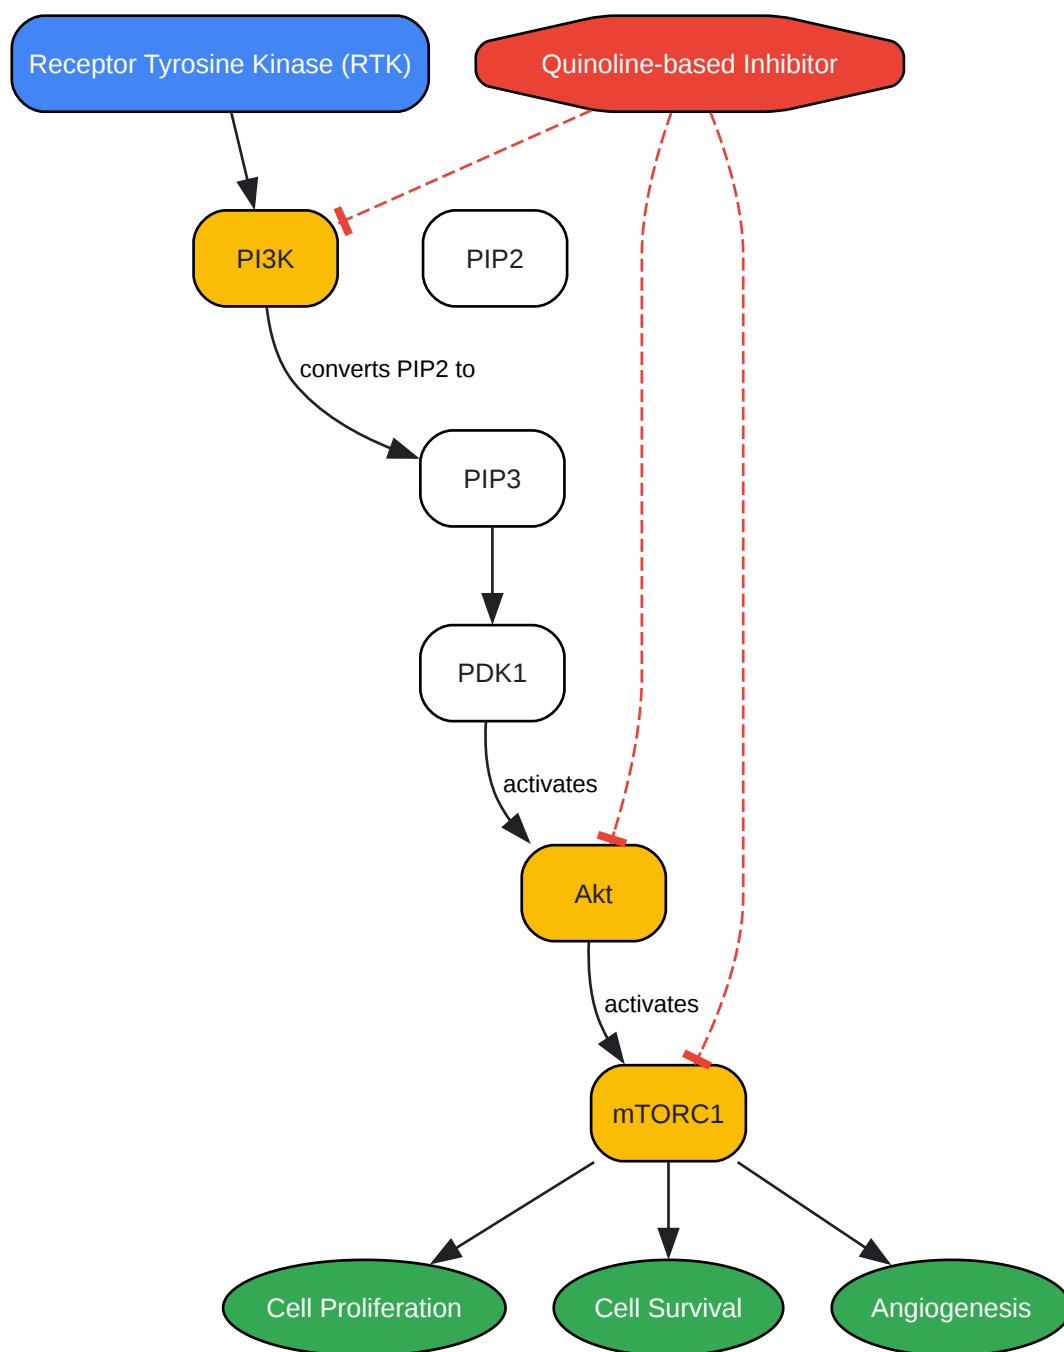 Receptor Tyrosine Kinase (RTK)
Quinoline-based Inhibitor
PI3K
PIP2
converts PIP2 to
PIP3
PDK1
activates
Akt
activates
mTORC1
Cell Proliferation
Cell Survival
Angiogenesis